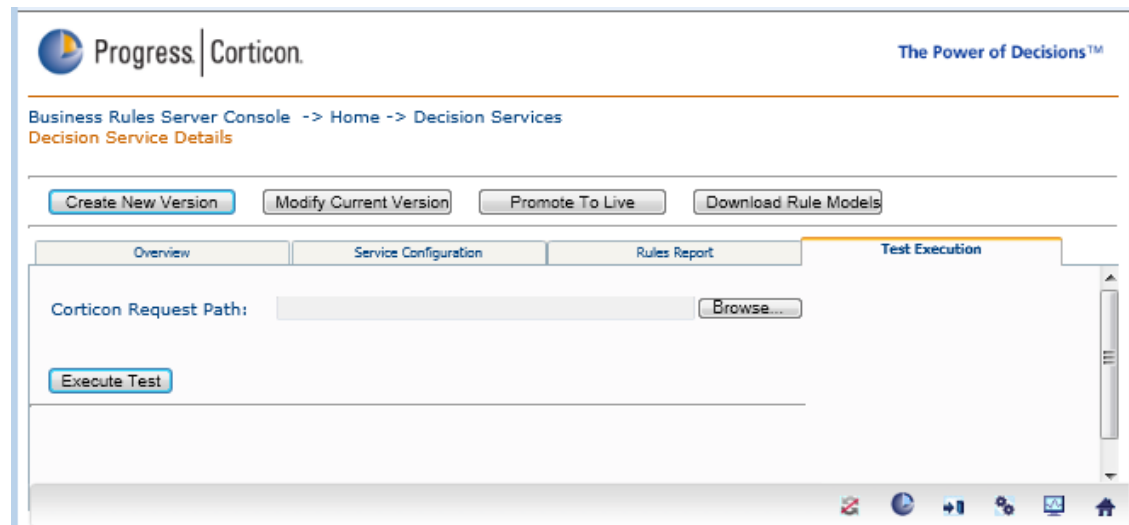 Progress Corticon.
The Power of Decisions™
Business Rules Server Console -> Home -> Decision Services
Decision Service Details
Create New Version Modify Current Version Promote To Live Download Rule Models
Overview Service Configuration Rules Report Test Execution
Corticon Request Path: Browse...
Execute Test